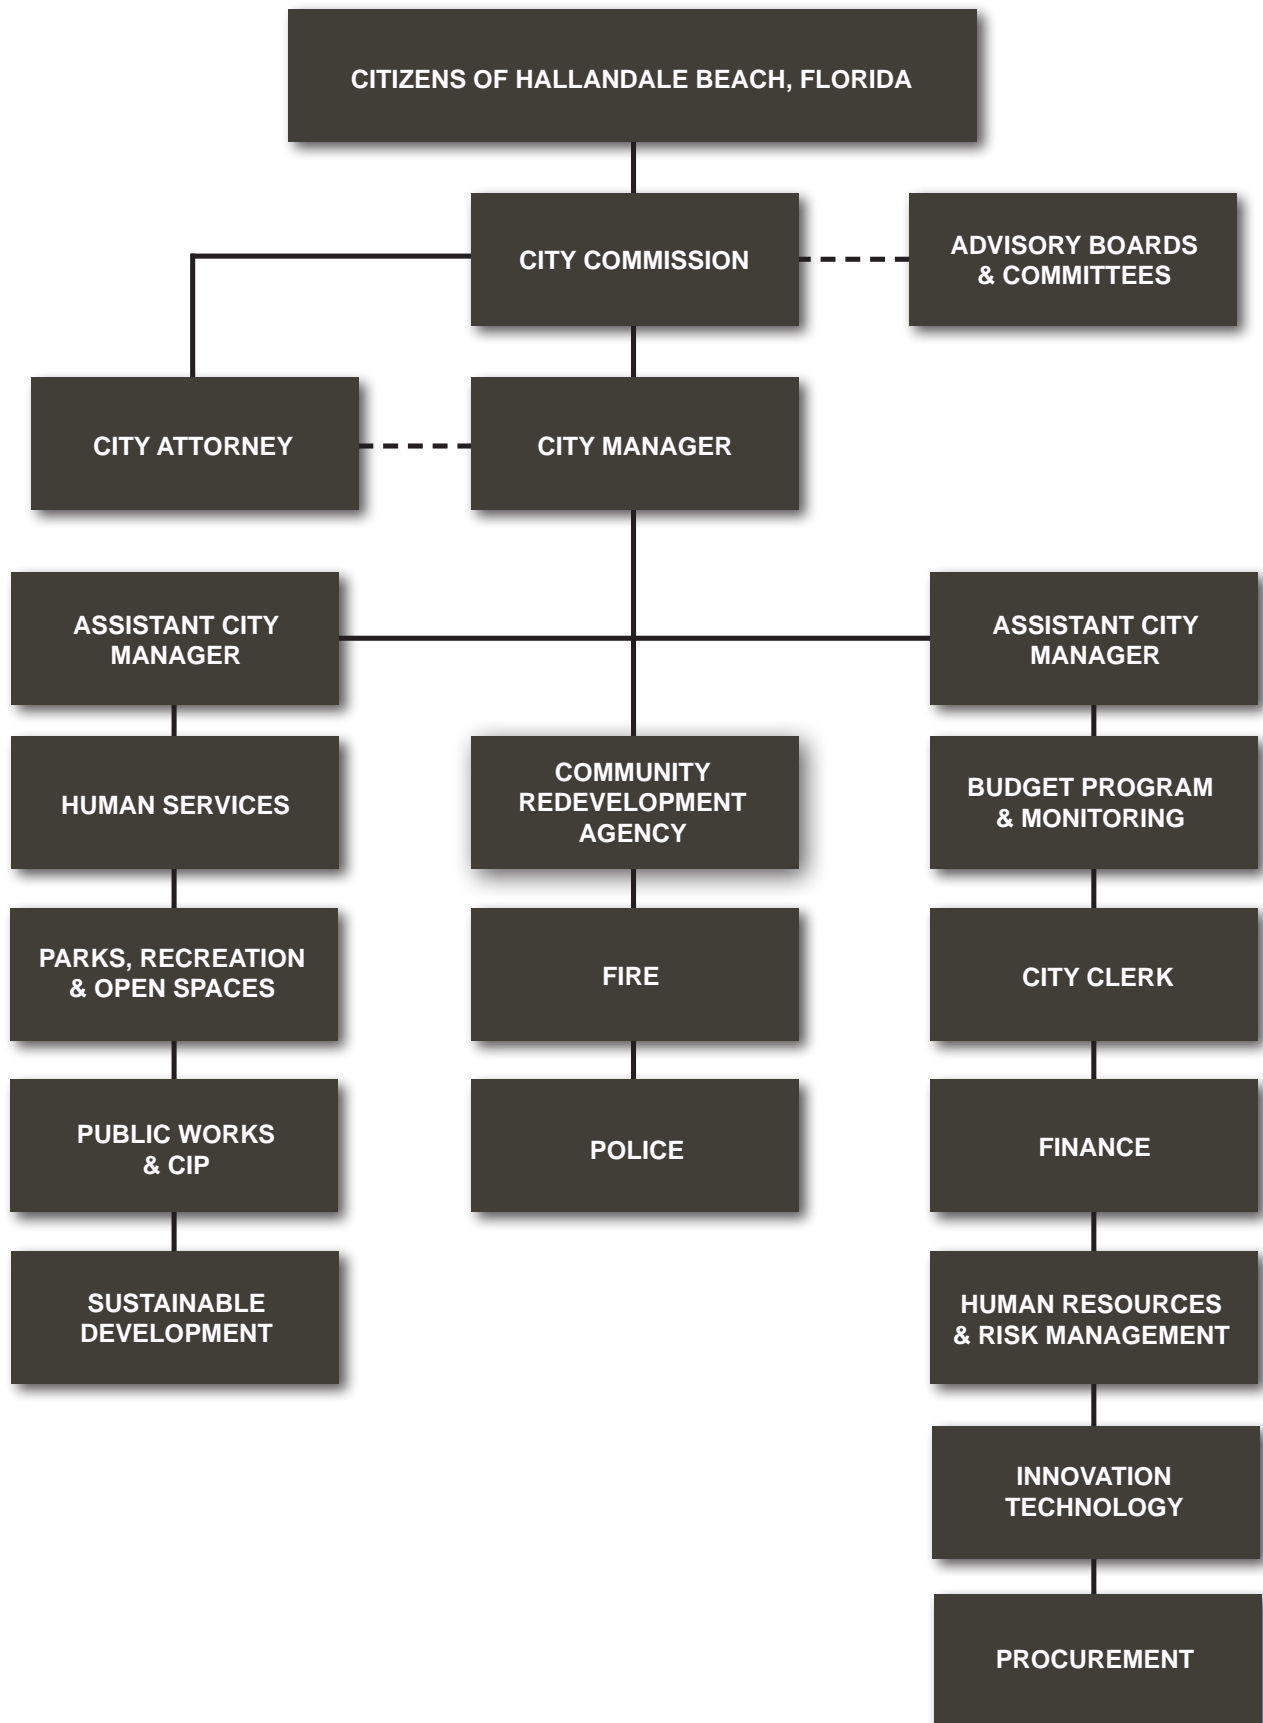 CITIZENS OF HALLANDALE BEACH, FLORIDA
CITY COMMISSION
ADVISORY BOARDS
& COMMITTEES
CITY ATTORNEY
CITY MANAGER
ASSISTANT CITY
MANAGER
ASSISTANT CITY
MANAGER
HUMAN SERVICES
COMMUNITY
REDEVELOPMENT
AGENCY
BUDGET PROGRAM
& MONITORING
PARKS, RECREATION
& OPEN SPACES
FIRE
CITY CLERK
PUBLIC WORKS
& CIP
POLICE
FINANCE
SUSTAINABLE
DEVELOPMENT
HUMAN RESOURCES
& RISK MANAGEMENT
INNOVATION
TECHNOLOGY
PROCUREMENT